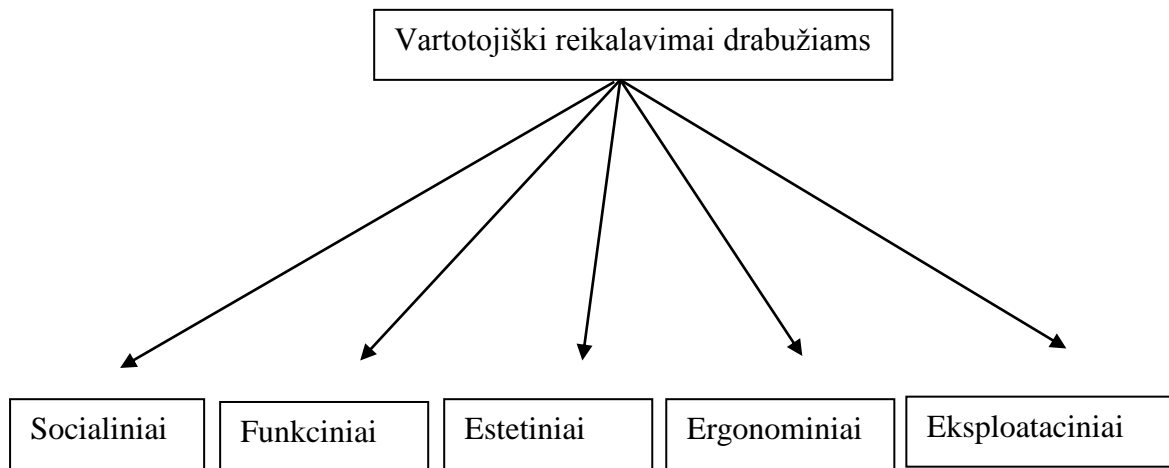 Vartotojiški reikalavimai drabužiams
Socialiniai
Funkciniai
Estetiniai
Ergonominiai
Eksploataciniai